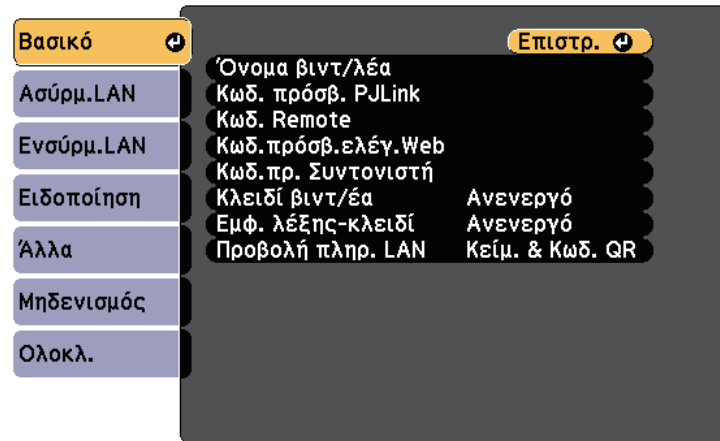 Βασικό
Ασύρμ.LAN
Ενσύρμ.LAN
Ειδοποίηση
Άλλα
Μηδενισμός
Ολοκλ.
Επιστρ.
Όνομα βιντ/λέα
Κωδ. πρόσβ. PJLink
Κωδ. Remote
Κωδ.πρόσβ.ελέγ.Web
Κωδ.πρ. Συντονιστή
Κλειδί βιντ/έα Ανενεργό
Εμφ. λέξης-κλειδί Ανενεργό
Προβολή πληρ. LAN Κείμ. & Κωδ. QR